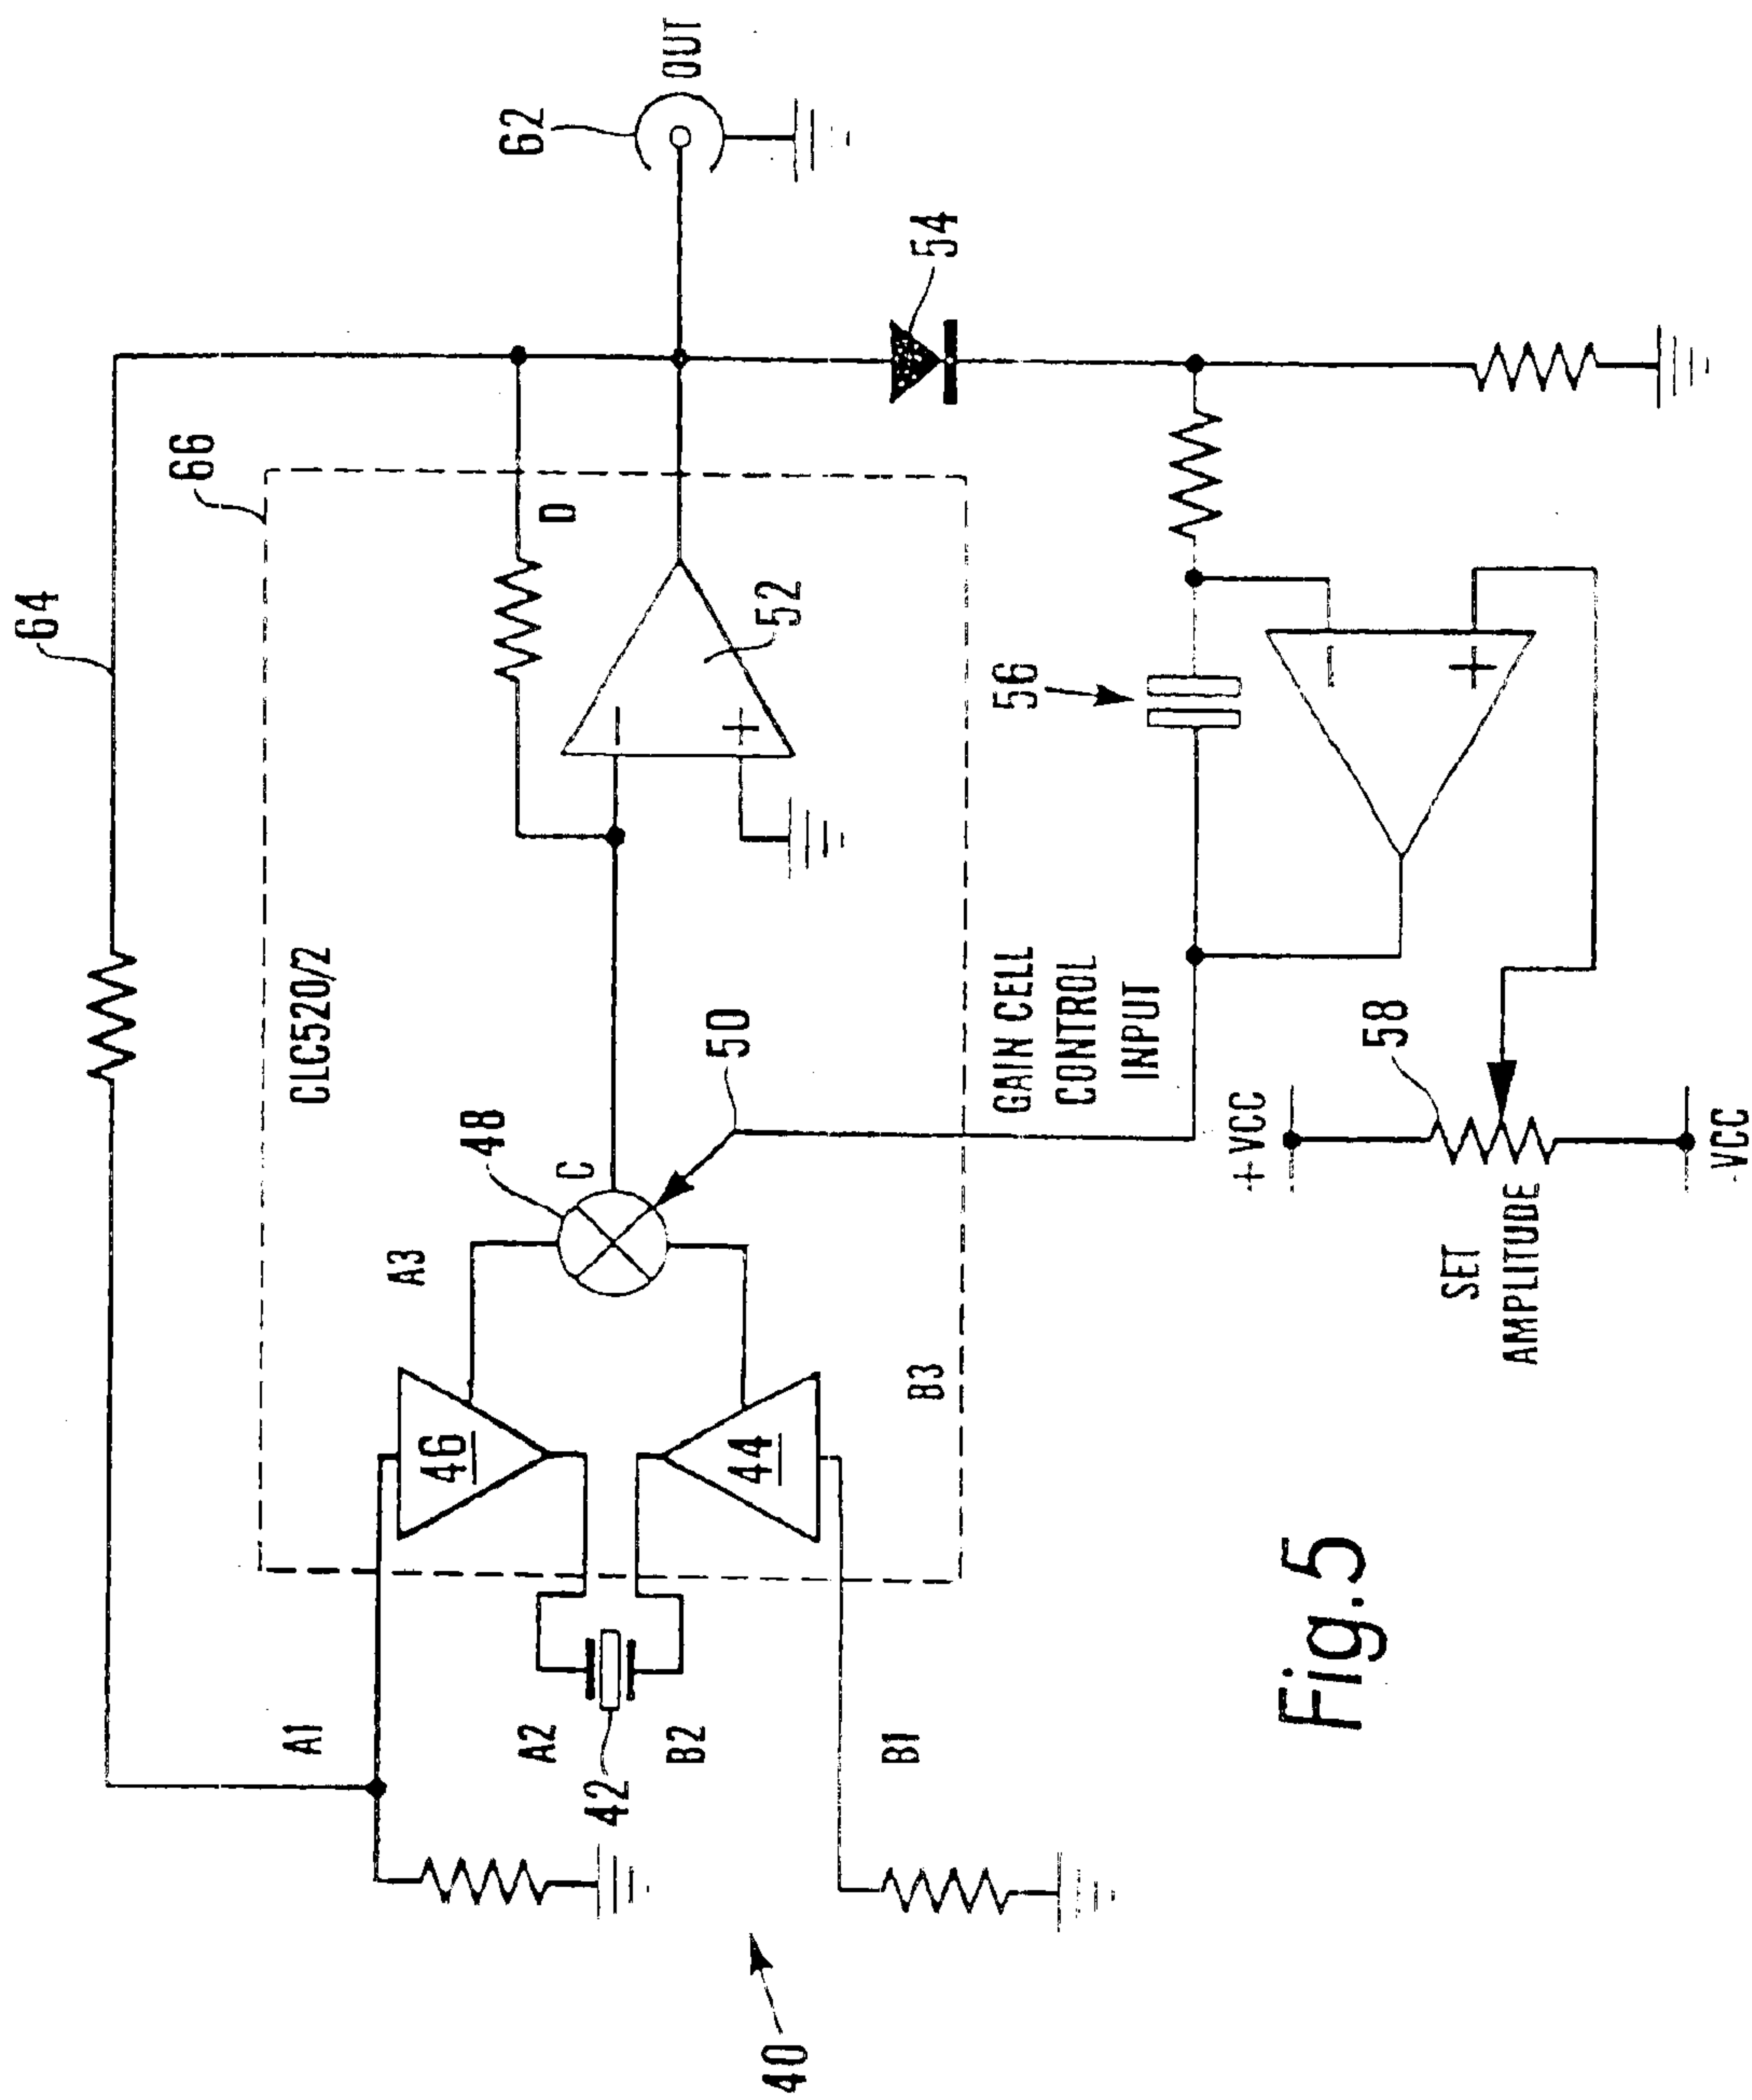 64
66
62
OUT
CLC520/2
D
52
54
48
C
A3
50
46
44
B3
A1
A2
42
B2
B1
GAIN CELL
CONTROL
INPUT
56
58
+VCC
-VCC
SET
AMPLITUDE
-
+
-
+
40
Fig.5